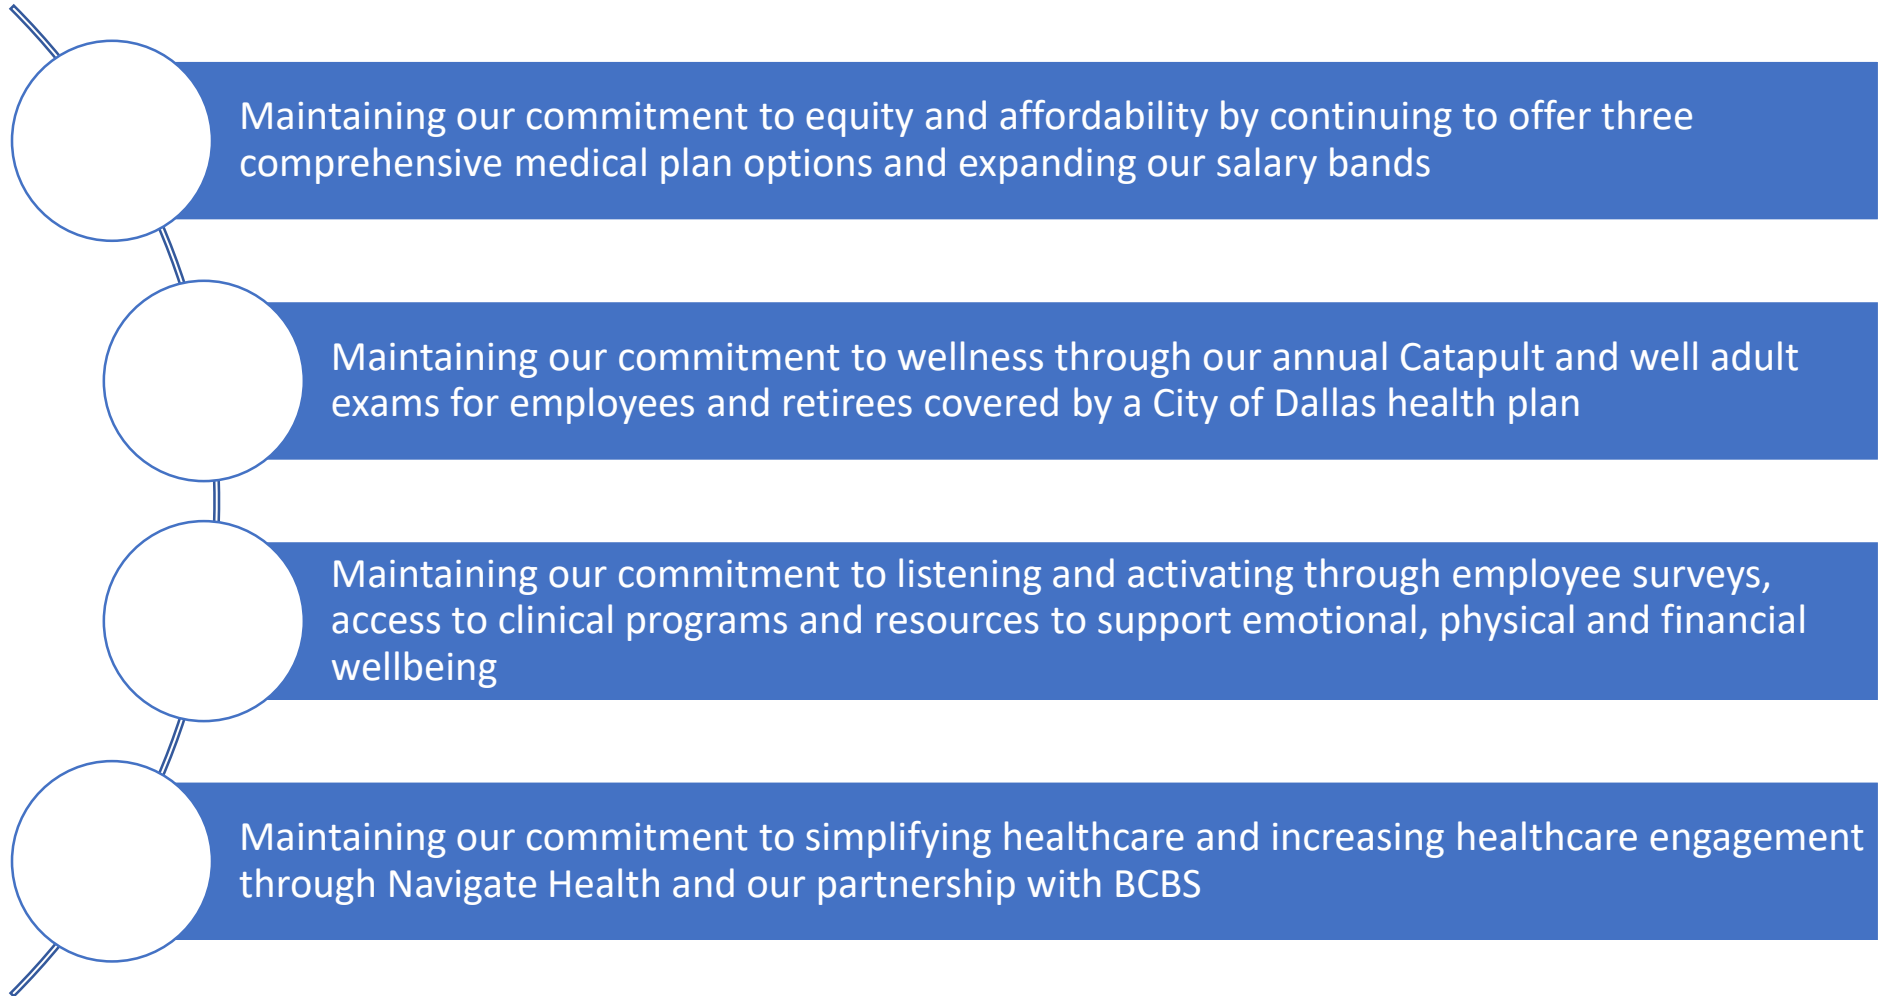 Maintaining our commitment to equity and affordability by continuing to offer three
comprehensive medical plan options and expanding our salary bands
Maintaining our commitment to wellness through our annual Catapult and well adult
exams for employees and retirees covered by a City of Dallas health plan
Maintaining our commitment to listening and activating through employee surveys,
access to clinical programs and resources to support emotional, physical and financial
wellbeing
Maintaining our commitment to simplifying healthcare and increasing healthcare engagement
through Navigate Health and our partnership with BCBS